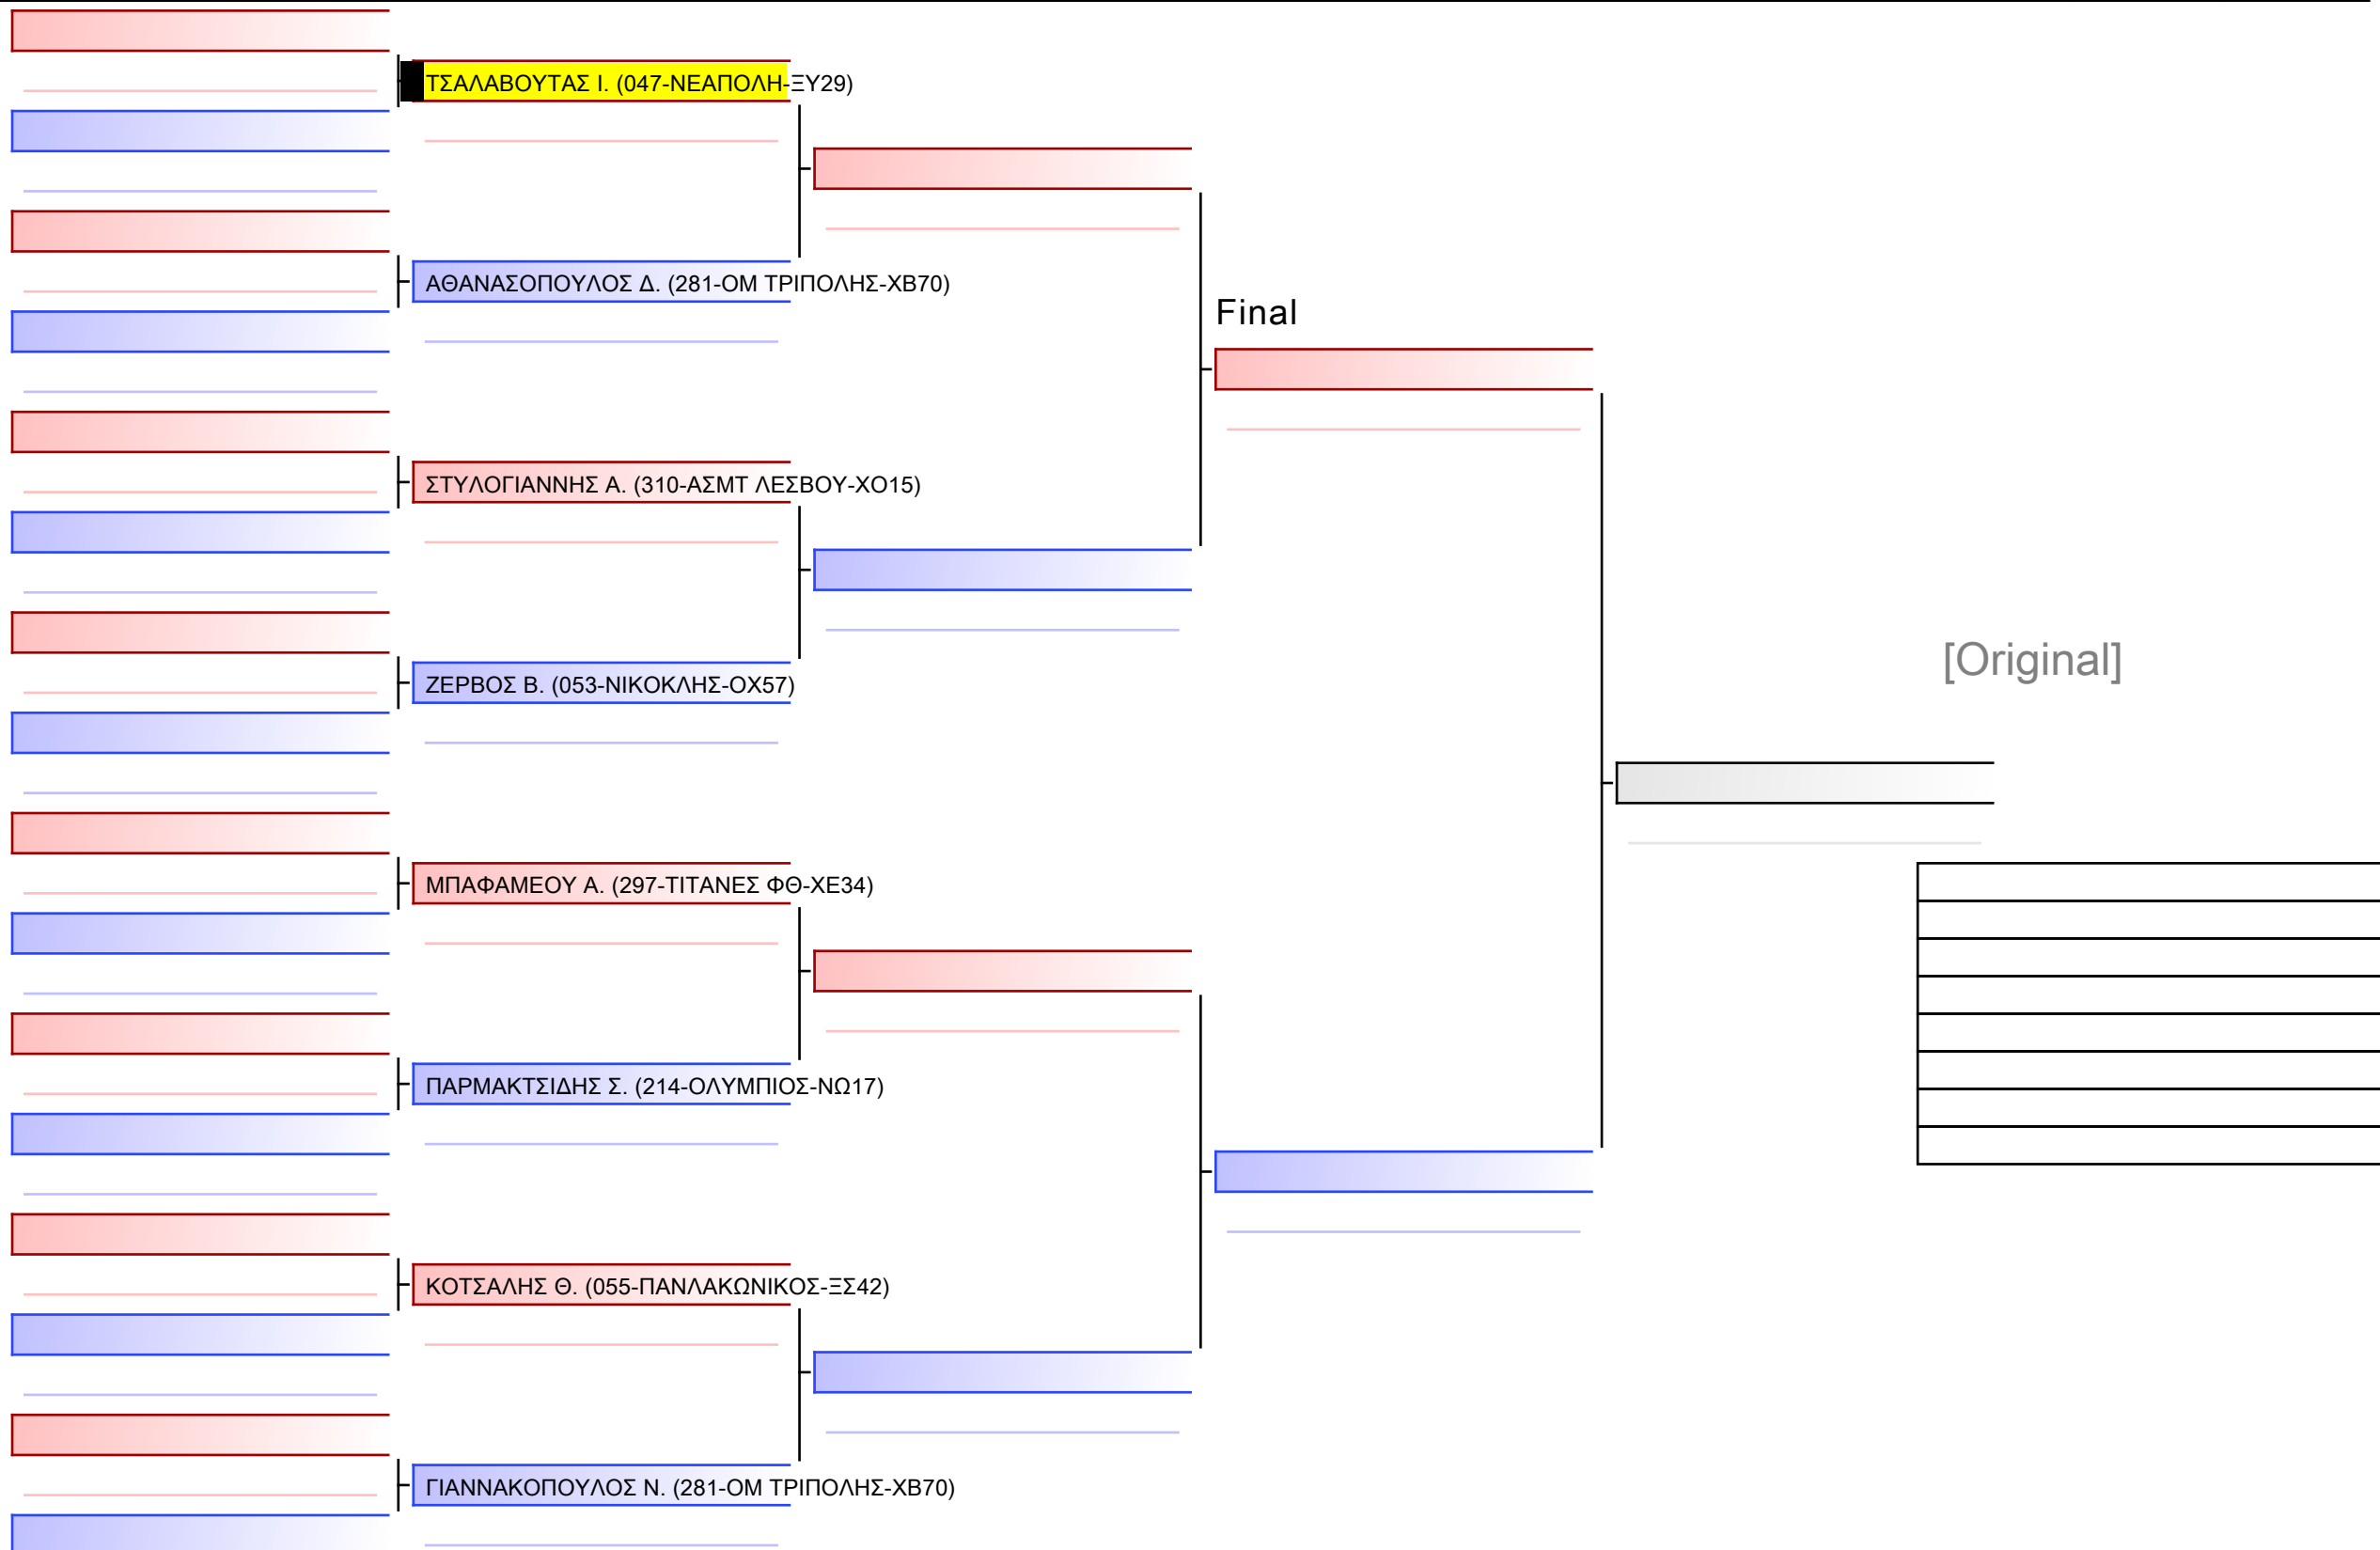 ΤΣΑΛΑΒΟΥΤΑΣ Ι. (047-ΝΕΑΠΟΛΗ-ΞΥ29)
ΑΘΑΝΑΣΟΠΟΥΛΟΣ Δ. (281-ΟΜ ΤΡΙΠΟΛΗΣ-ΧΒ70)
Final
ΣΤΥΛΟΓΙΑΝΝΗΣ Α. (310-ΑΣΜΤ ΛΕΣΒΟΥ-ΧΟ15)
[Original]
ΖΕΡΒΟΣ Β. (053-ΝΙΚΟΚΛΗΣ-ΟΧ57)
ΜΠΑΦΑΜΕΟΥ Α. (297-ΤΙΤΑΝΕΣ ΦΘ-ΧΕ34)
ΠΑΡΜΑΚΤΣΙΔΗΣ Σ. (214-ΟΛΥΜΠΙΟΣ-ΝΩ17)
ΚΟΤΣΑΛΗΣ Θ. (055-ΠΑΝΛΑΚΩΝΙΚΟΣ-ΞΣ42)
ΓΙΑΝΝΑΚΟΠΟΥΛΟΣ Ν. (281-ΟΜ ΤΡΙΠΟΛΗΣ-ΧΒ70)